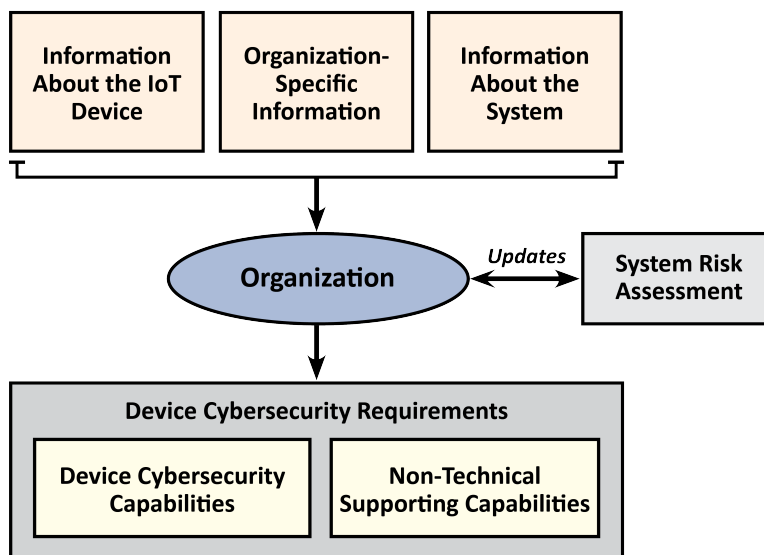 Information
About the IoT
Device
Organization-
Specific
Information
Information
About the
System
Organization
Updates
System Risk
Assessment
Device Cybersecurity Requirements
Device Cybersecurity
Capabilities
Non-Technical
Supporting Capabilities